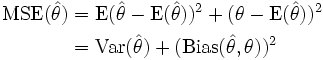 MSE(θ̂) = E(θ̂ − E(θ̂))² + (θ − E(θ̂))²
= Var(θ̂) + (Bias(θ̂, θ))²